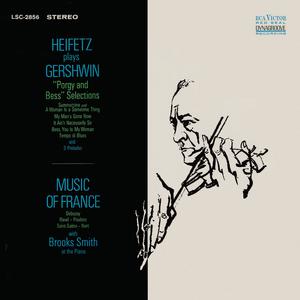 LSC-2856 STEREO
RCA VICTOR
RED SEAL
DYNAGROOVE
RECORDING
HEIFETZ
plays
GERSHWIN
"Porgy and
Bess" Selections
Summertime and
A Woman Is a Sometime Thing
My Man's Gone Now
It Ain't Necessarily So
Bess You Is My Woman
Tempo di Blues
and
3 Preludes
MUSIC
OF FRANCE
Debussy
Ravel - Poulenc
Saint-Saëns - Ibert
with
Brooks Smith
at the Piano